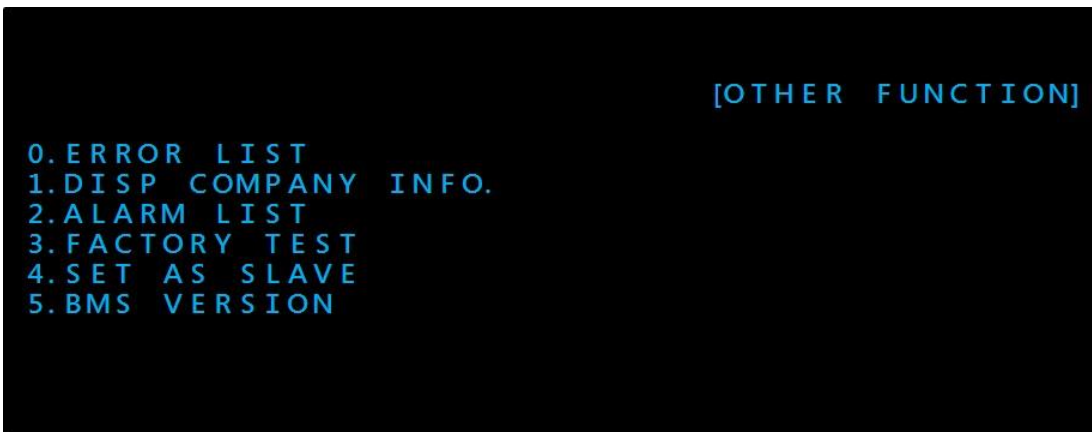 [OTHER FUNCTION]
0. ERROR LIST
1. DISP COMPANY INFO.
2. ALARM LIST
3. FACTORY TEST
4. SET AS SLAVE
5. BMS VERSION